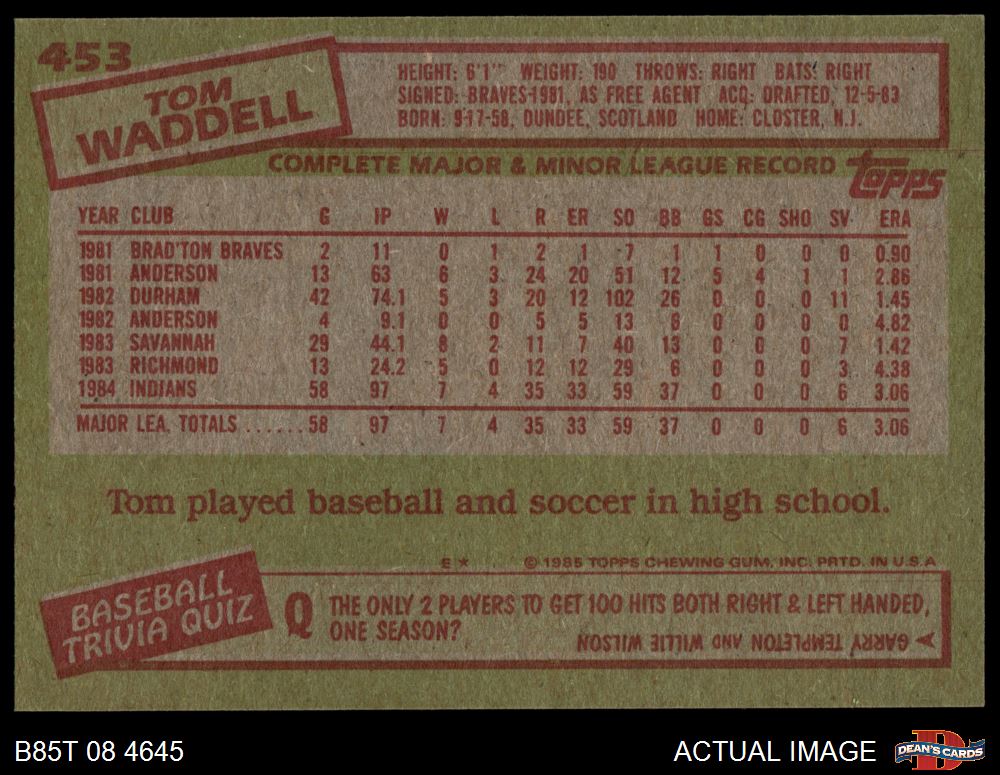 453
TOM
WADDELL
HEIGHT: 6'1" WEIGHT: 190 THROWS: RIGHT BATS: RIGHT
SIGNED: BRAVES-1981, AS FREE AGENT ACQ: DRAFTED, 12-5-83
BORN: 9-17-58, DUNDEE, SCOTLAND HOME: CLOSTER, N.J.
COMPLETE MAJOR & MINOR LEAGUE RECORD
topps
YEAR CLUB G IP W L R ER SO BB GS CG SHO SV ERA
1981 BRAD'TON BRAVES 2 11 0 1 2 1 7 1 1 0 0 0 0.90
1981 ANDERSON 13 63 6 3 24 20 51 12 5 4 1 1 2.86
1982 DURHAM 42 74.1 5 3 20 12 102 26 0 0 0 11 1.45
1982 ANDERSON 4 9.1 0 0 5 5 13 6 0 0 0 0 4.82
1983 SAVANNAH 29 44.1 8 2 11 7 40 13 0 0 0 7 1.42
1983 RICHMOND 13 24.2 5 0 12 12 29 6 0 0 0 3 4.38
1984 INDIANS 58 97 7 4 35 33 59 37 0 0 0 6 3.06
MAJOR LEA. TOTALS ......58 97 7 4 35 33 59 37 0 0 0 6 3.06
Tom played baseball and soccer in high school.
E★ © 1985 TOPPS CHEWING GUM, INC. PRTD. IN U.S.A
BASEBALL
TRIVIA QUIZ
Q THE ONLY 2 PLAYERS TO GET 100 HITS BOTH RIGHT & LEFT HANDED,
ONE SEASON?
GARRY TEMPLETON AND WILLIE WILSON
B85T 08 4645
ACTUAL IMAGE
D
DEAN'S CARDS